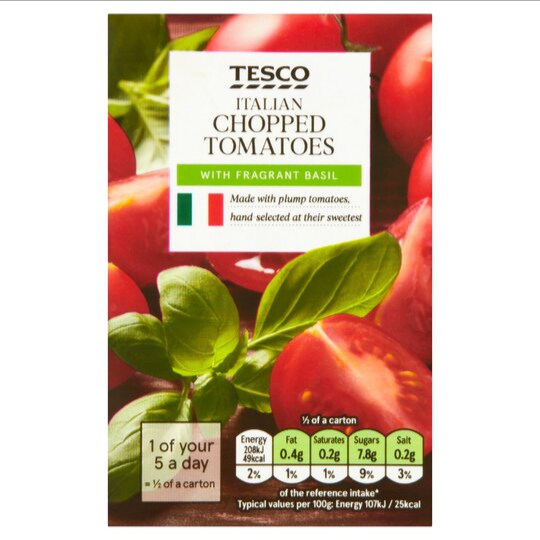 TESCO
ITALIAN
CHOPPED
TOMATOES
WITH FRAGRANT BASIL
Made with plump tomatoes,
hand selected at their sweetest
1 of your
5 a day
= ½ of a carton
½ of a carton
Energy Fat Saturates Sugars Salt
208kJ
49kcal 0.4g 0.2g 7.8g 0.2g
2% 1% 1% 9% 3%
of the reference intake*
Typical values per 100g: Energy 107kJ / 25kcal